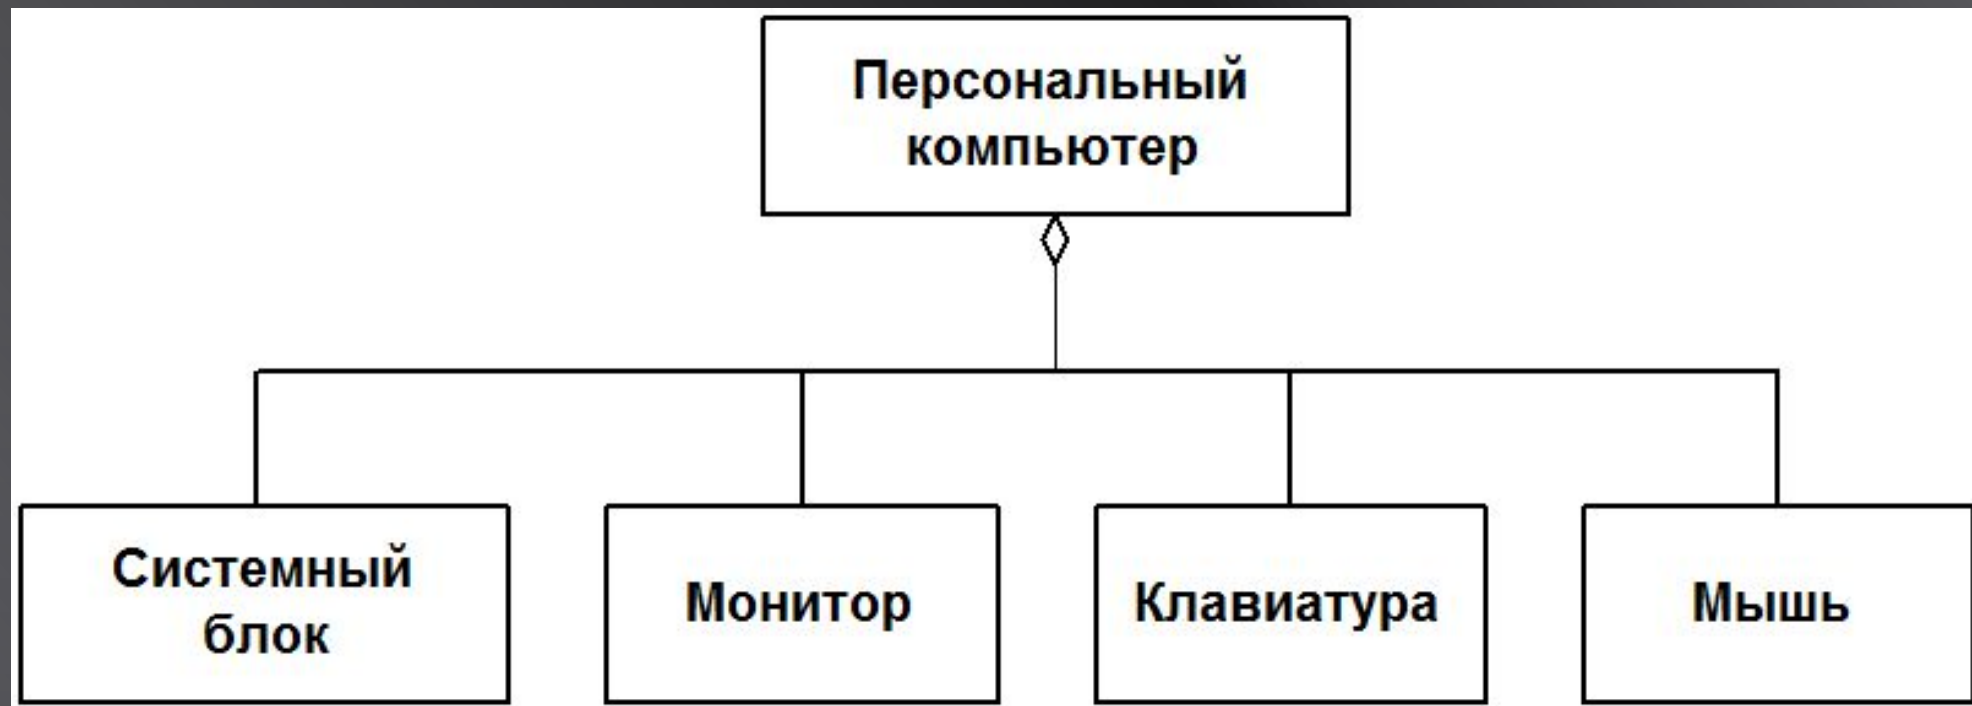 Персональный
компьютер
Системный
блок
Монитор
Клавиатура
Мышь